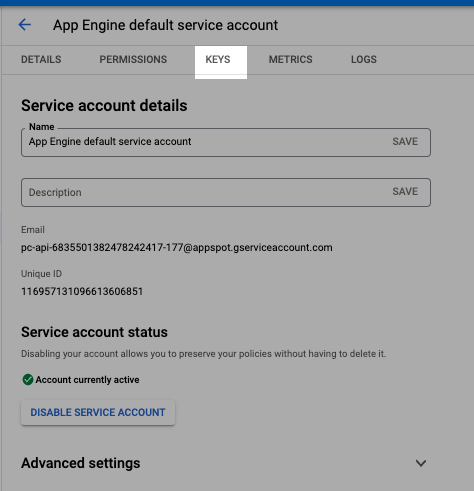 App Engine default service account
DETAILS PERMISSIONS KEYS METRICS LOGS
Service account details
Name
App Engine default service account SAVE
Description SAVE
Email
pc-api-6835501382478242417-177@appspot.gserviceaccount.com
Unique ID
116957131096613606851
Service account status
Disabling your account allows you to preserve your policies without having to delete it.
Account currently active
DISABLE SERVICE ACCOUNT
Advanced settings